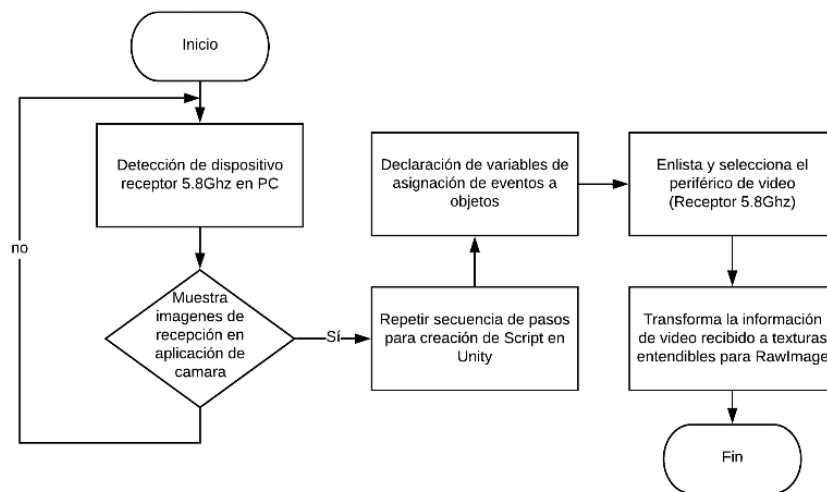 Inicio
Detección de dispositivo
receptor 5.8Ghz en PC
no
Muestra
imagenes de
recepción en
aplicación de
camara
Sí
Repetir secuencia de pasos
para creación de Script en
Unity
Declaración de variables de
asignación de eventos a
objetos
Enlista y selecciona el
periférico de video
(Receptor 5.8Ghz)
Transforma la información
de video recibido a texturas
entendibles para RawImage
Fin